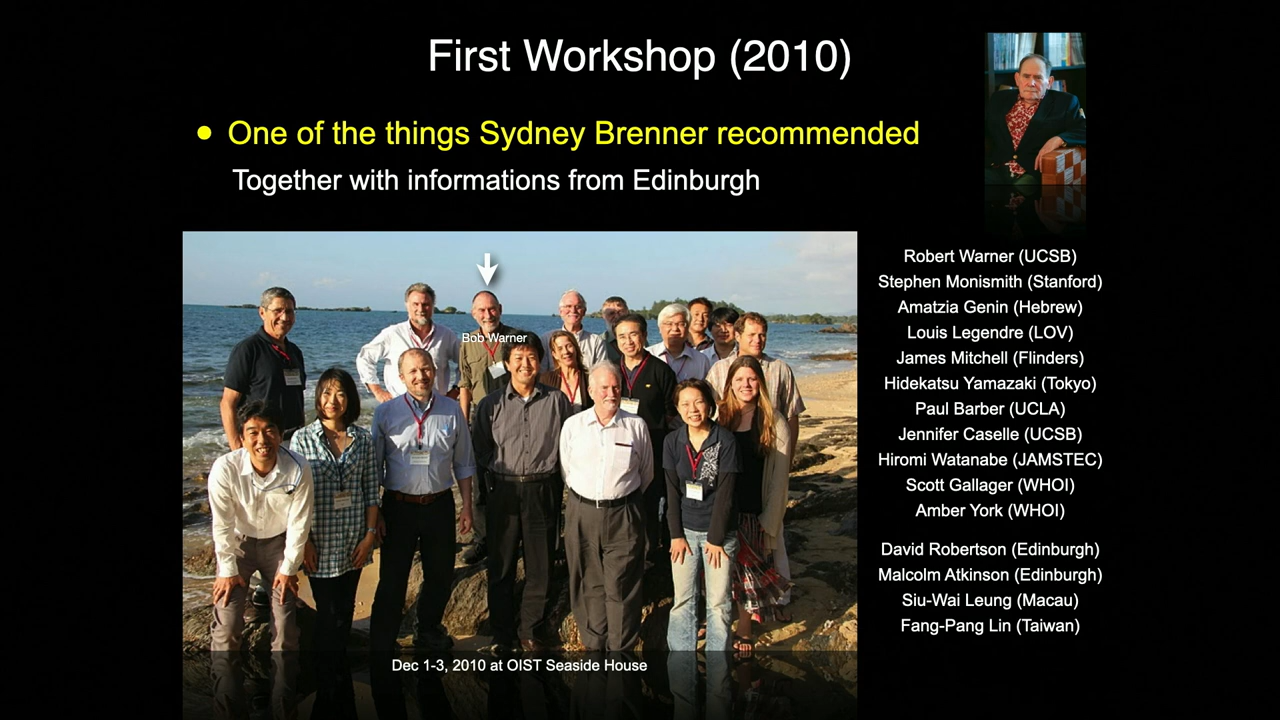 First Workshop (2010)
One of the things Sydney Brenner recommended
Together with informations from Edinburgh
Bob Warner
Dec 1-3, 2010 at OIST Seaside House
Robert Warner (UCSB)
Stephen Monismith (Stanford)
Amatzia Genin (Hebrew)
Louis Legendre (LOV)
James Mitchell (Flinders)
Hidekatsu Yamazaki (Tokyo)
Paul Barber (UCLA)
Jennifer Caselle (UCSB)
Hiromi Watanabe (JAMSTEC)
Scott Gallager (WHOI)
Amber York (WHOI)
David Robertson (Edinburgh)
Malcolm Atkinson (Edinburgh)
Siu-Wai Leung (Macau)
Fang-Pang Lin (Taiwan)